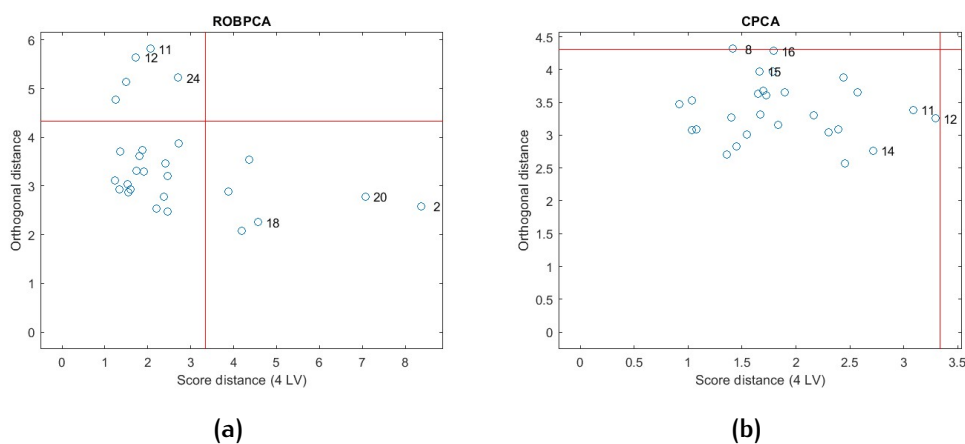 ROBPCA
6
5
4
3
2
1
0
Orthogonal distance
11
12
24
20
2
18
0 1 2 3 4 5 6 7 8
Score distance (4 LV)
(a)
CPCA
4.5
4
3.5
3
2.5
2
1.5
1
0.5
0
Orthogonal distance
8
16
15
11
12
14
0 0.5 1 1.5 2 2.5 3 3.5
Score distance (4 LV)
(b)